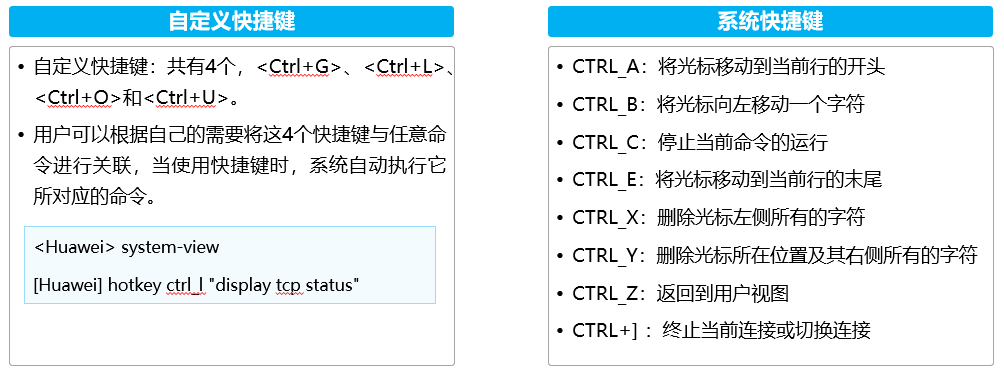 自定义快捷键
• 自定义快捷键：共有4个，<Ctrl+G>、<Ctrl+L>、
<Ctrl+O>和<Ctrl+U>。
• 用户可以根据自己的需要将这4个快捷键与任意命
令进行关联，当使用快捷键时，系统自动执行它
所对应的命令。
<Huawei> system-view
[Huawei] hotkey ctrl_l "display tcp status"
系统快捷键
• CTRL_A：将光标移动到当前行的开头
• CTRL_B：将光标向左移动一个字符
• CTRL_C：停止当前命令的运行
• CTRL_E：将光标移动到当前行的末尾
• CTRL_X：删除光标左侧所有的字符
• CTRL_Y：删除光标所在位置及其右侧所有的字符
• CTRL_Z：返回到用户视图
• CTRL+] ：终止当前连接或切换连接